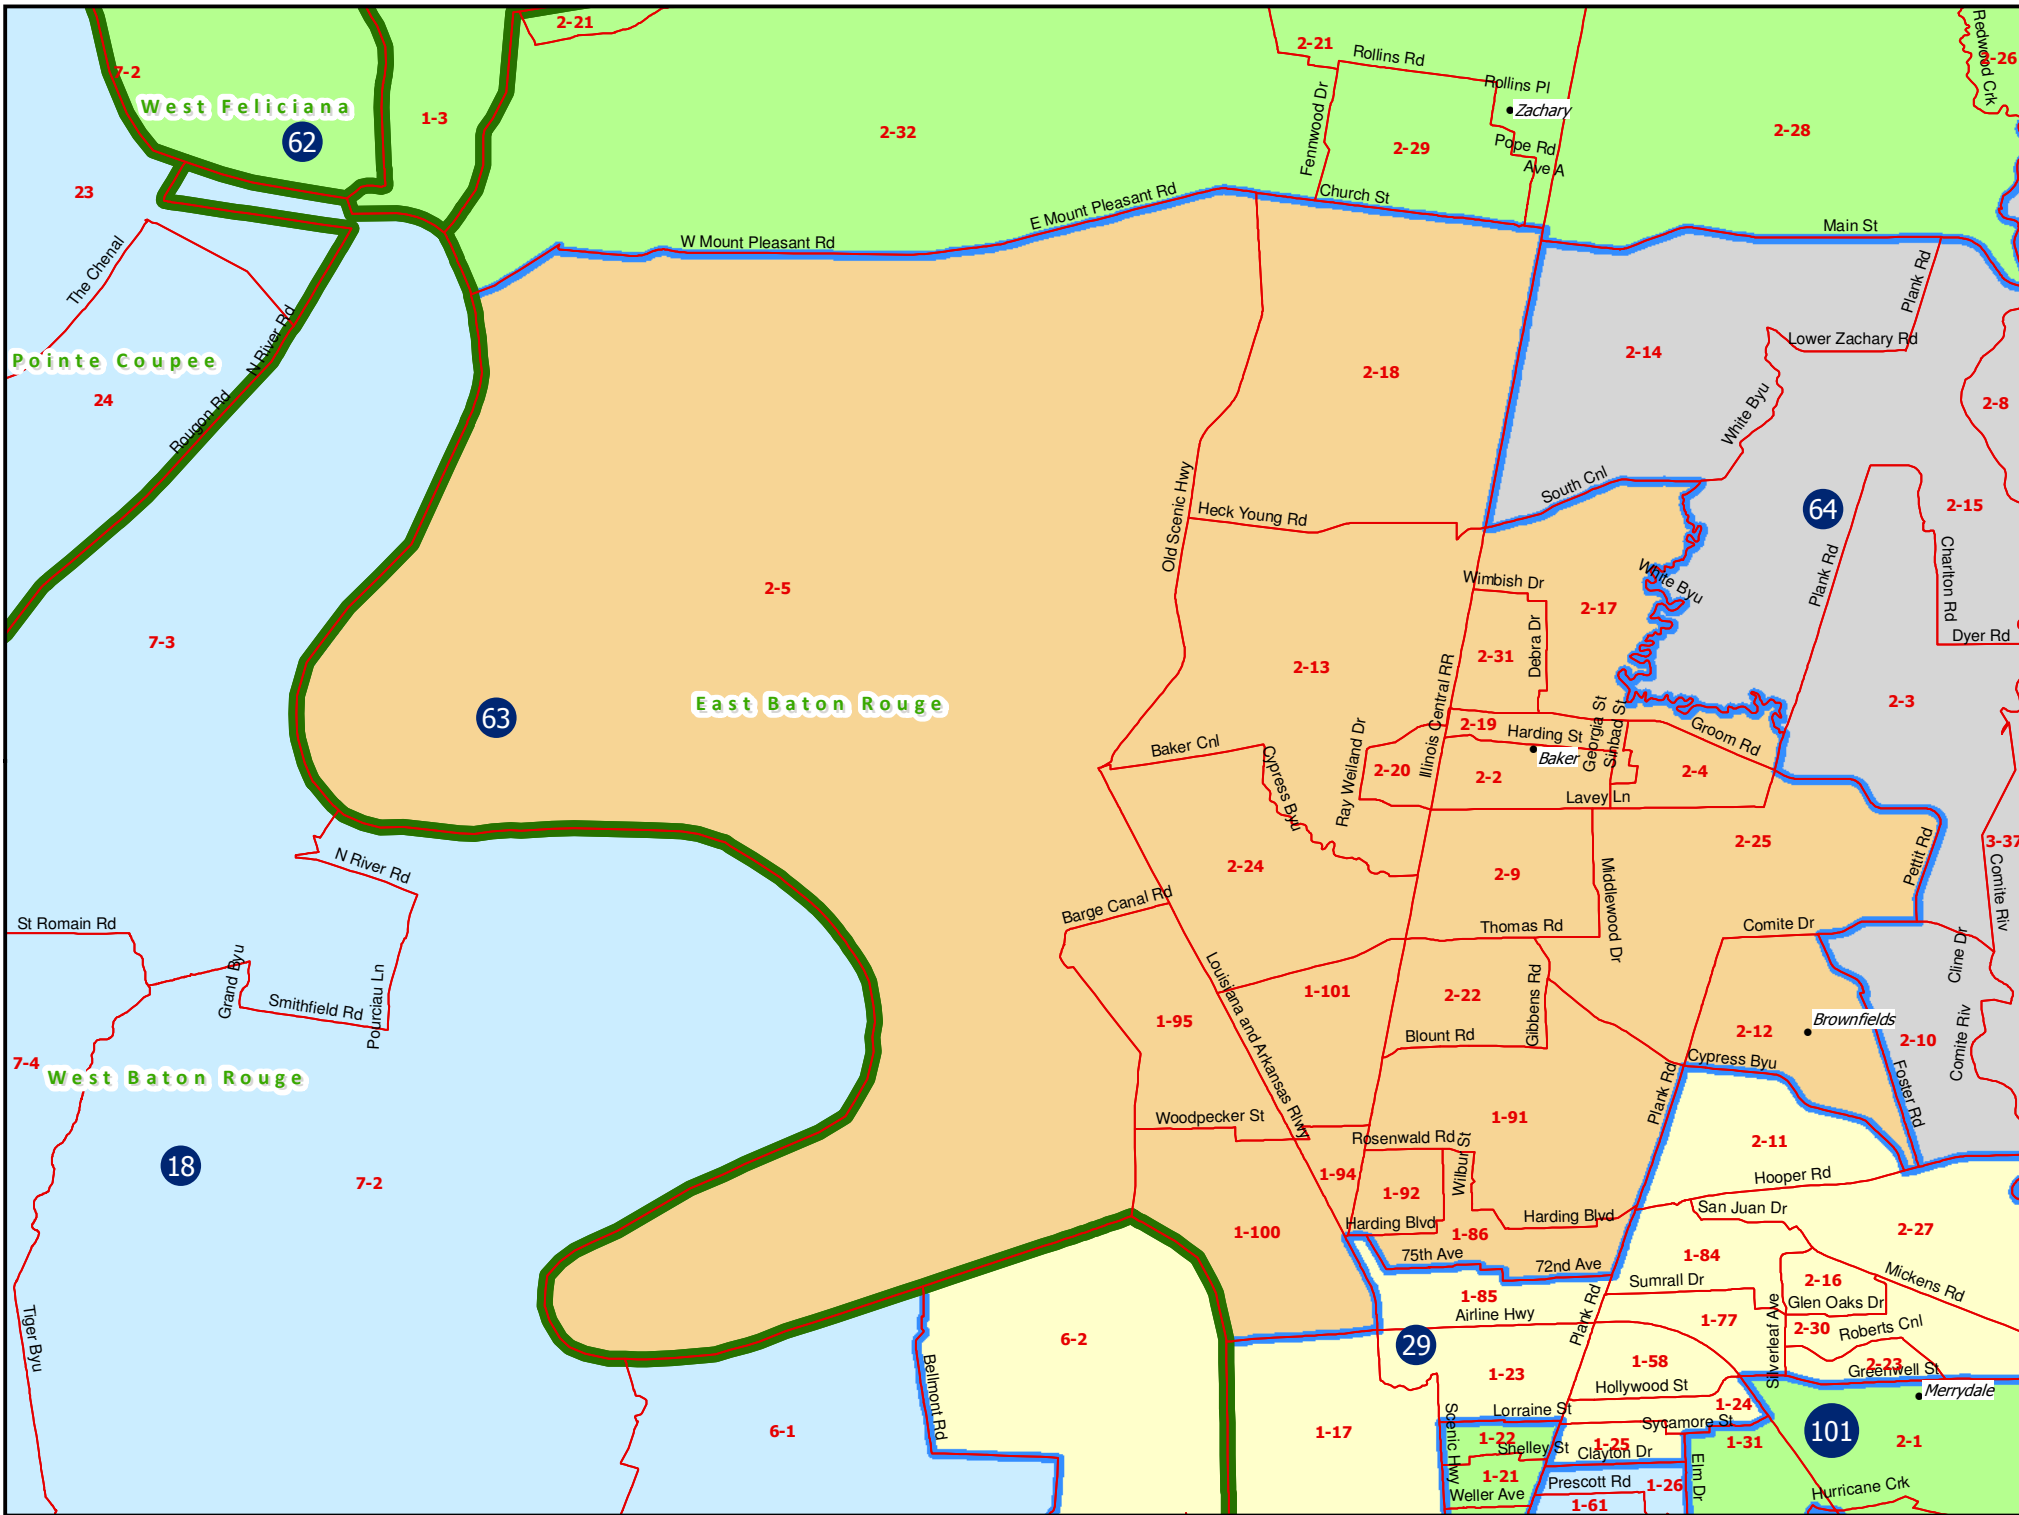 2-21
2-21
Rollins Rd
Redwood Crk
7-2
3-26
Rollins Pl
West Feliciana
62
1-3
2-32
Fennwood Dr
Zachary
2-28
2-29
Pope Rd
Ave A
23
E Mount Pleasant Rd
Church St
W Mount Pleasant Rd
Main St
The Chenal
Plank Rd
N River Rd
Lower Zachary Rd
Pointe Coupee
2-14
2-18
24
Rougon Rd
White Byu
2-8
South Cnl
Old Scenic Hwy
Heck Young Rd
64
2-15
White Byu
Plank Rd
Charlton Rd
2-5
Wimbish Dr
2-17
7-3
Debra Dr
Dyer Rd
2-31
2-13
Illinois Central RR
East Baton Rouge
63
2-3
2-19
Harding St
Georgia St
Sinbad St
Groom Rd
Baker Cnl
Cypress Byu
Ray Weiland Dr
Baker
2-20
2-2
2-4
Lavey Ln
2-25
3-37
N River Rd
2-24
2-9
Middlewood Dr
Pettit Rd
Comite Riv
Barge Canal Rd
St Romain Rd
Thomas Rd
Comite Dr
Grand Byu
Cline Dr
Louisiana and Arkansas Rlwy
1-101
2-22
Gibbens Rd
Smithfield Rd
Pourciau Ln
1-95
Blount Rd
2-12
Brownfields
2-10
Comite Riv
7-4
West Baton Rouge
Cypress Byu
Plank Rd
Foster Rd
Woodpecker St
1-91
Rosenwald Rd
2-11
18
7-2
1-94
1-92
Wilbur St
Hooper Rd
San Juan Dr
Harding Blvd
Harding Blvd
1-100
1-86
2-27
75th Ave
72nd Ave
1-84
Sumrall Dr
2-16
Mickens Rd
1-85
Glen Oaks Dr
Airline Hwy
Tiger Byu
6-2
29
Plank Rd
1-77
Silverleaf Ave
2-30
Roberts Cnl
1-58
2-23
Greenwell St
1-23
Hollywood St
Merrydale
Bellmont Rd
1-24
Lorraine St
Sycamore St
6-1
1-17
Scenic Hwy
1-22
Shelley St
1-25
Clayton Dr
1-31
101
2-1
1-21
Prescott Rd
1-26
Elm Dr
Weller Ave
1-61
Hurricane Crk